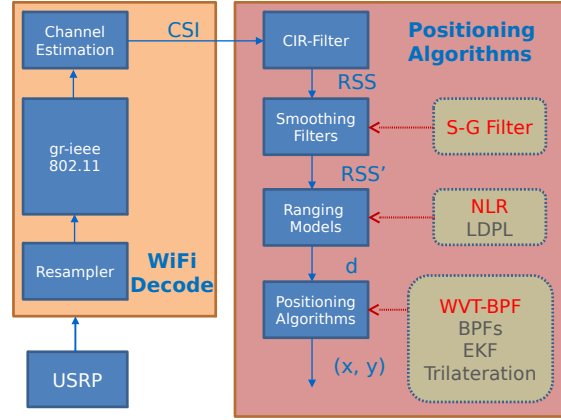 Channel
Estimation
CSI
gr-ieee
802.11
Resampler
WiFi
Decode
USRP
Positioning
Algorithms
CIR-Filter
RSS
Smoothing
Filters
S-G Filter
RSS’
Ranging
Models
NLR
LDPL
d
Positioning
Algorithms
WVT-BPF
BPFs
EKF
Trilateration
(x, y)